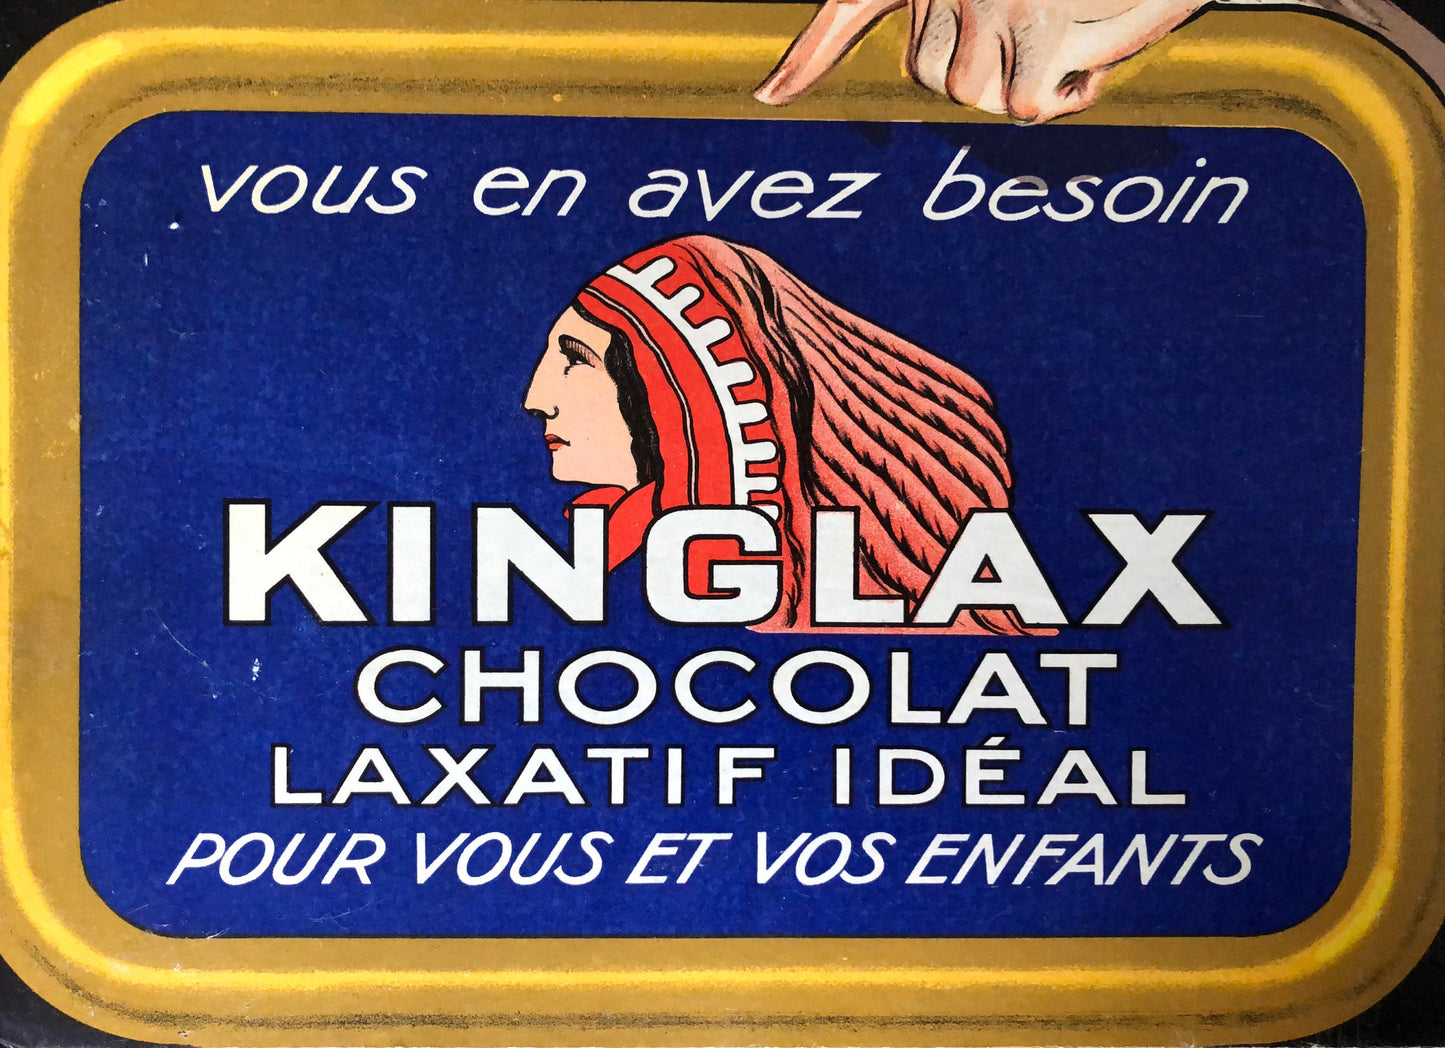 vous en avez besoin
KINGLAX
CHOCOLAT
LAXATIF IDÉAL
POUR VOUS ET VOS ENFANTS